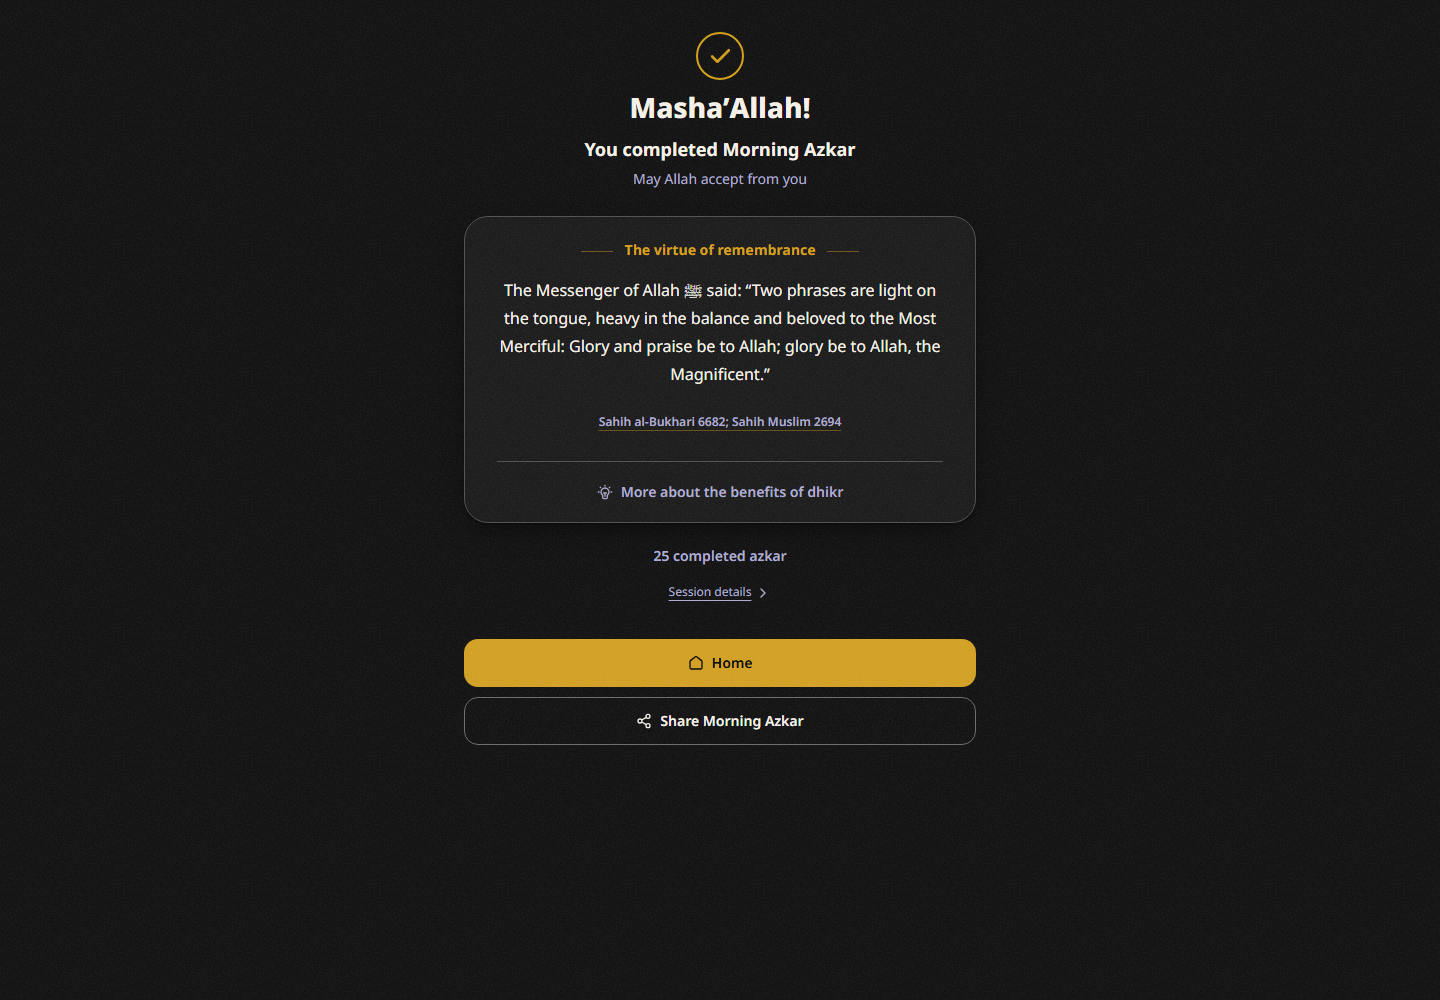 Masha’Allah!
You completed Morning Azkar
May Allah accept from you
The virtue of remembrance
The Messenger of Allah ﷺ said: “Two phrases are light on
the tongue, heavy in the balance and beloved to the Most
Merciful: Glory and praise be to Allah; glory be to Allah, the
Magnificent.”
Sahih al-Bukhari 6682; Sahih Muslim 2694
More about the benefits of dhikr
25 completed azkar
Session details
Home
Share Morning Azkar